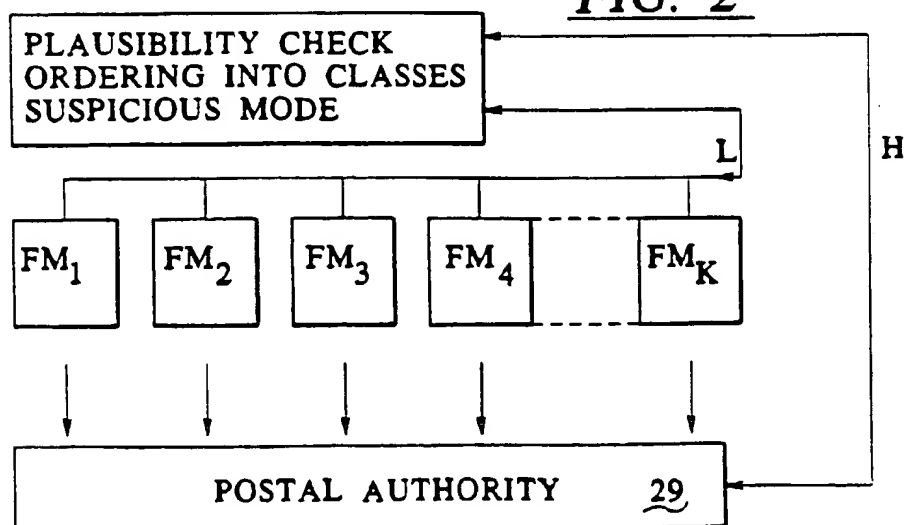 FIG. 2
PLAUSIBILITY CHECK
ORDERING INTO CLASSES
SUSPICIOUS MODE
L
H
FM1 FM2 FM3 FM4 FMK
POSTAL AUTHORITY 29